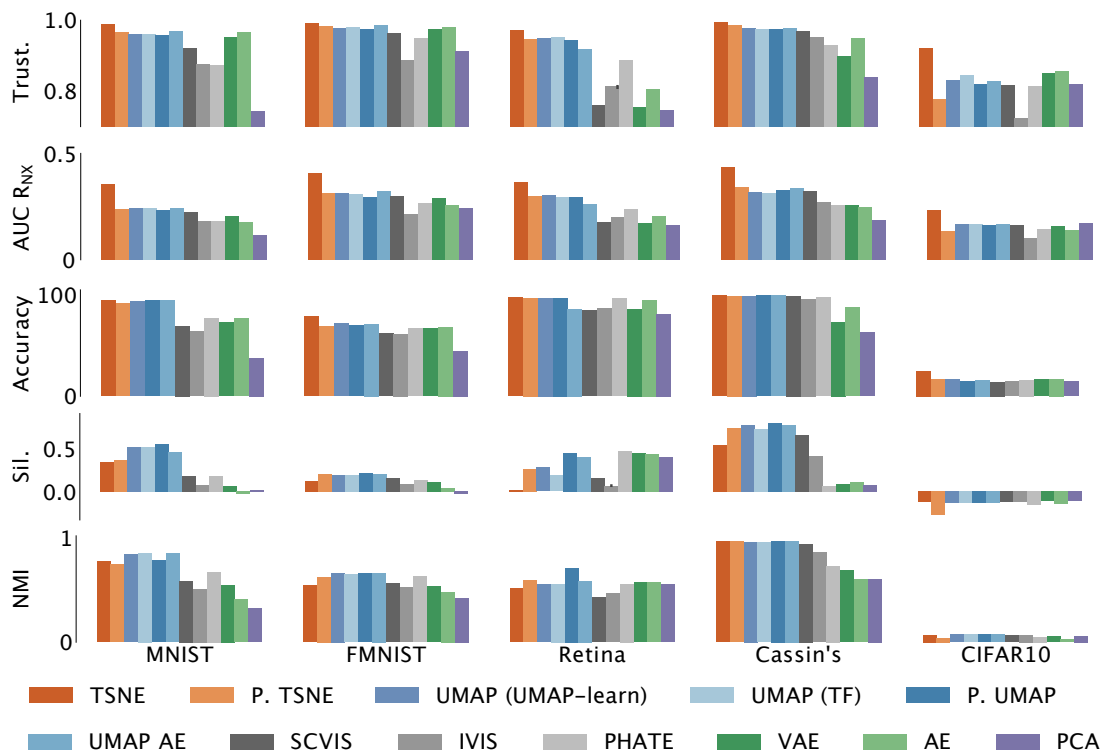 Trust.
1.0
0.8
AUC R_NX
0.5
0
Accuracy
100
0
Sil.
0.5
0.0
NMI
1
0
MNIST FMNIST Retina Cassin's CIFAR10
TSNE P. TSNE UMAP (UMAP-learn) UMAP (TF) P. UMAP
UMAP AE SCVIS IVIS PHATE VAE AE PCA